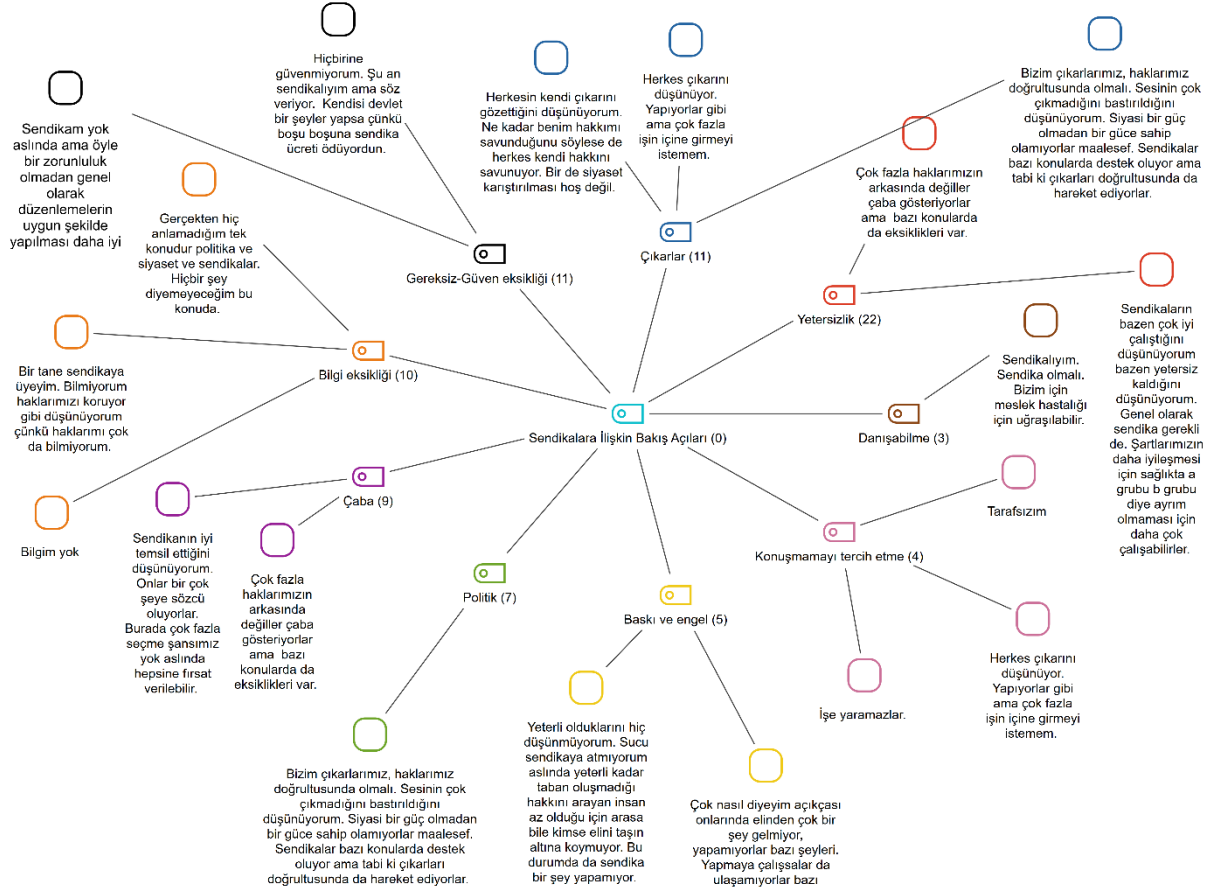 Sendikam yok
aslında ama öyle
bir zorunluluk
olmadan genel
olarak
düzenlemelerin
uygun şekilde
yapılması daha iyi
Hiçbirine
güvenmiyorum. Şu an
sendikalıyım ama söz
veriyor.  Kendisi devlet
bir şeyler yapsa çünkü
boşu boşuna sendika
ücreti ödüyordun.
Herkesin kendi çıkarını
gözettiğini düşünüyorum.
Ne kadar benim hakkımı
savunduğunu söylese de
herkes kendi hakkını
savunuyor. Bir de siyaset
karıştırılması hoş değil.
Herkes çıkarını
düşünüyor.
Yapıyorlar gibi
ama çok fazla
işin içine girmeyi
istemem.
Bizim çıkarlarımız, haklarımız
doğrultusunda olmalı. Sesinin çok
çıkmadığını bastırıldığını
düşünüyorum. Siyasi bir güç
olmadan bir güce sahip
olamıyorlar maalesef. Sendikalar
bazı konularda destek oluyor ama
tabi ki çıkarları doğrultusunda da
hareket ediyorlar.
Çok fazla haklarımızın
arkasında değiller
çaba gösteriyorlar
ama  bazı konularda
da eksiklikleri var.
Gerçekten hiç
anlamadığım tek
konudur politika ve
siyaset ve sendikalar.
Hiçbir şey
diyemeyeceğim bu
konuda.
Gereksiz-Güven eksikliği (11)
Çıkarlar (11)
Yetersizlik (22)
Sendikaların
bazen çok iyi
çalıştığını
düşünüyorum
bazen yetersiz
kaldığını
düşünüyorum.
Genel olarak
sendika gerekli
de. Şartlarımızın
daha iyileşmesi
için sağlıkta a
grubu b grubu
diye ayrım
olmaması için
daha çok
çalışabilirler.
Bir tane sendikaya
üyeyim. Bilmiyorum
haklarımızı koruyor
gibi düşünüyorum
çünkü haklarımı çok
da bilmiyorum.
Bilgi eksikliği (10)
Sendikalıyım.
Sendika olmalı.
Bizim için
meslek hastalığı
için uğraşılabilir.
Sendikalara İlişkin Bakış Açıları (0)
Danışabilme (3)
Bilgim yok
Çaba (9)
Tarafsızım
Sendikanın iyi
temsil ettiğini
düşünüyorum.
Onlar bir çok
şeye sözcü
oluyorlar.
Burada çok fazla
seçme şansımız
yok aslında
hepsine fırsat
verilebilir.
Çok fazla
haklarımızın
arkasında
değiller çaba
gösteriyorlar
ama  bazı
konularda da
eksiklikleri var.
Politik (7)
Baskı ve engel (5)
Konuşmamayı tercih etme (4)
Herkes çıkarını
düşünüyor.
Yapıyorlar gibi
ama çok fazla
işin içine girmeyi
istemem.
İşe yaramazlar.
Bizim çıkarlarımız, haklarımız
doğrultusunda olmalı. Sesinin çok
çıkmadığını bastırıldığını
düşünüyorum. Siyasi bir güç olmadan
bir güce sahip olamıyorlar maalesef.
Sendikalar bazı konularda destek
oluyor ama tabi ki çıkarları
doğrultusunda da hareket ediyorlar.
Yeterli olduklarını hiç
düşünmüyorum. Sucu
sendikaya atmıyorum
aslında yeterli kadar
taban oluşmadığı
hakkını arayan insan
az olduğu için arasa
bile kimse elini taşın
altına koymuyor. Bu
durumda da sendika
bir şey yapamıyor.
Çok nasıl diyeyim açıkçası
onlarında elinden çok bir
şey gelmiyor,
yapamıyorlar bazı şeyleri.
Yapmaya çalışsalar da
ulaşamıyorlar bazı